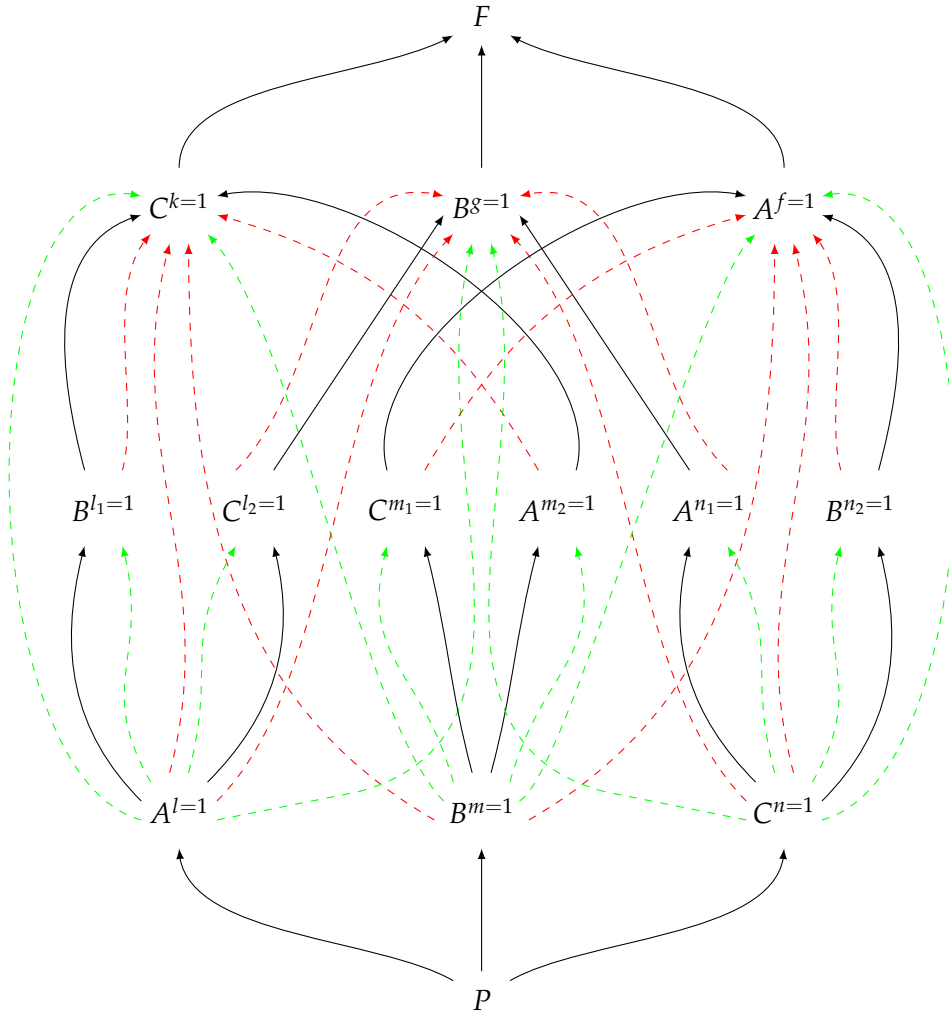 F
C^{k=1} B^{g=1} A^{f=1}
B^{l_1=1} C^{l_2=1} C^{m_1=1} A^{m_2=1} A^{n_1=1} B^{n_2=1}
A^{l=1} B^{m=1} C^{n=1}
P